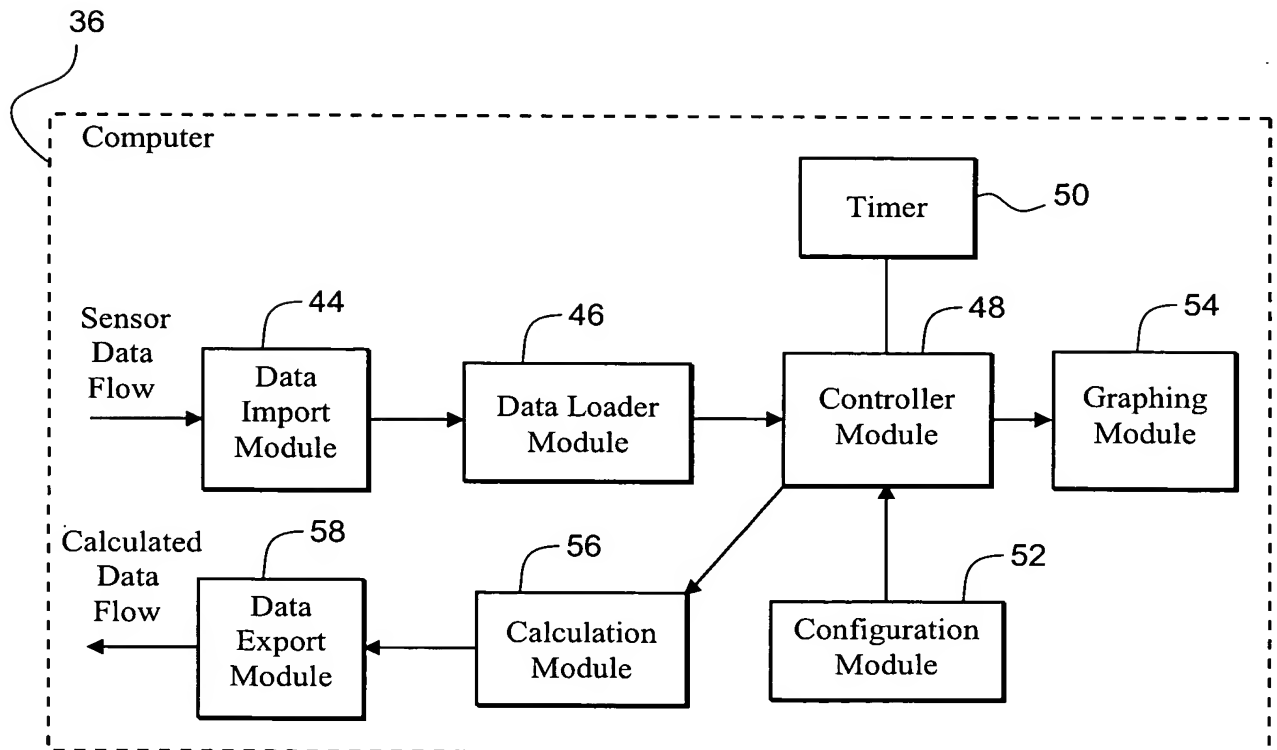 36
Computer
Timer
50
Sensor
Data
Flow
44
Data
Import
Module
46
Data Loader
Module
48
Controller
Module
54
Graphing
Module
Calculated
Data
Flow
58
Data
Export
Module
56
Calculation
Module
52
Configuration
Module